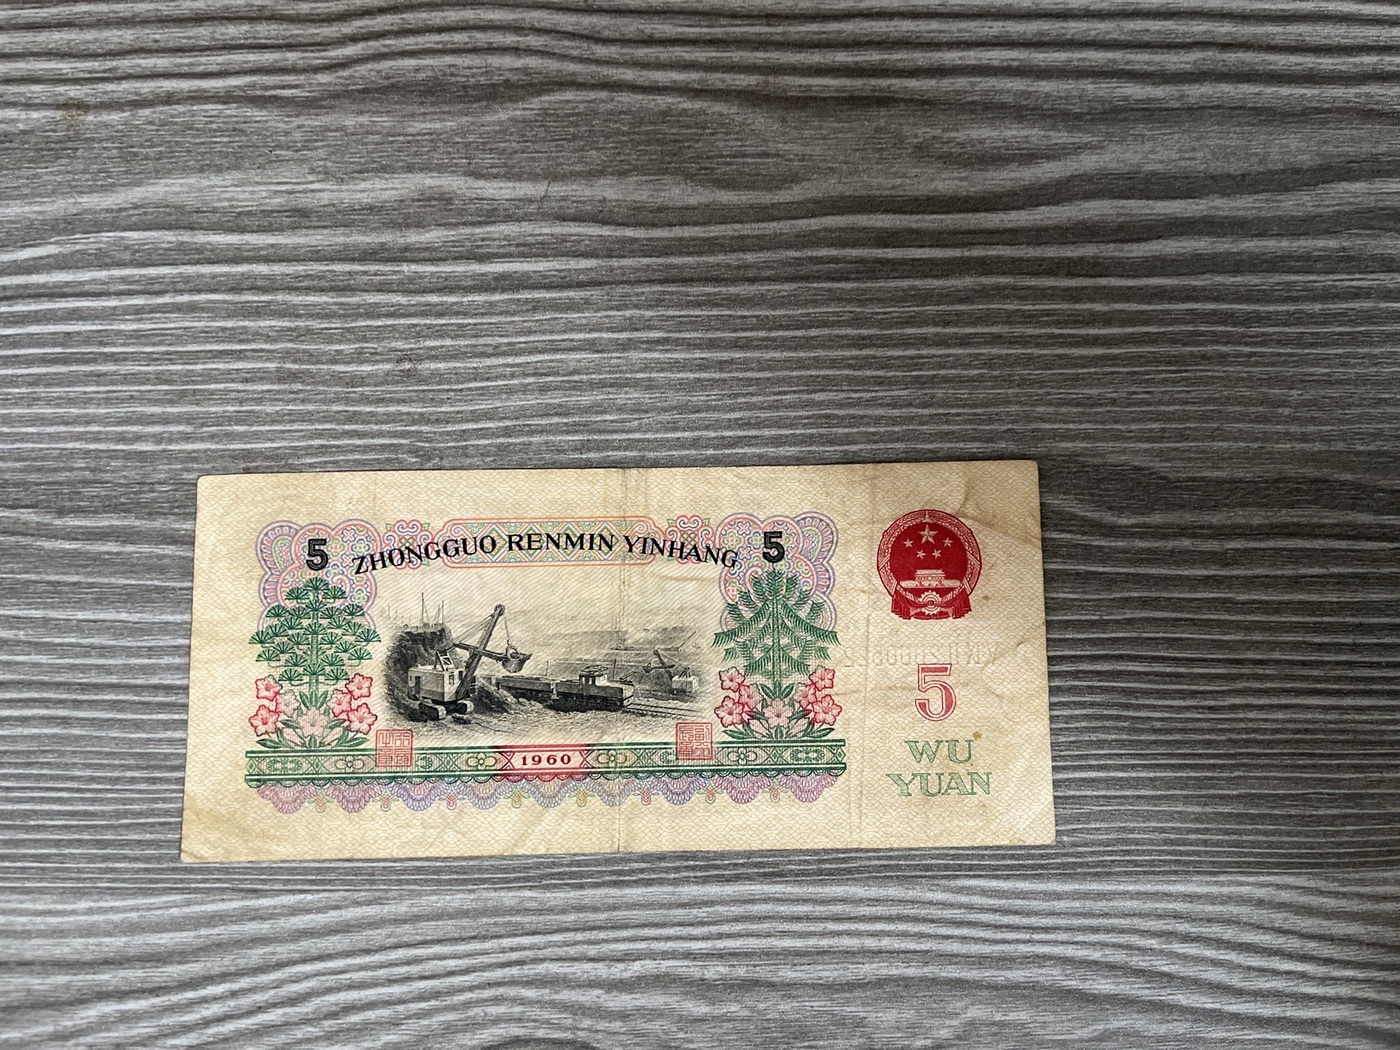 5 ZHONGGUO RENMIN YINHANG 5
1960
5
WU
YUAN